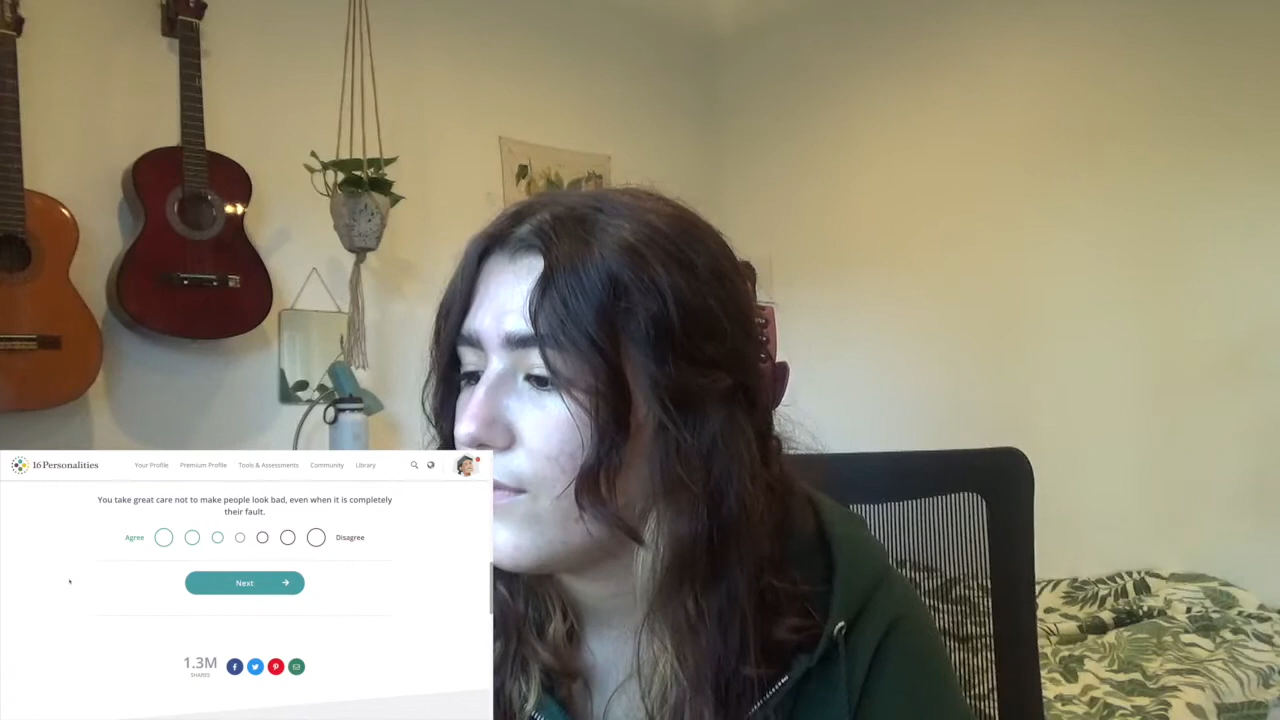 16Personalities
Your Profile Premium Profile Tools & Assessments Community Library
You take great care not to make people look bad, even when it is completely
their fault.
Agree Disagree
Next
1.3M
SHARES